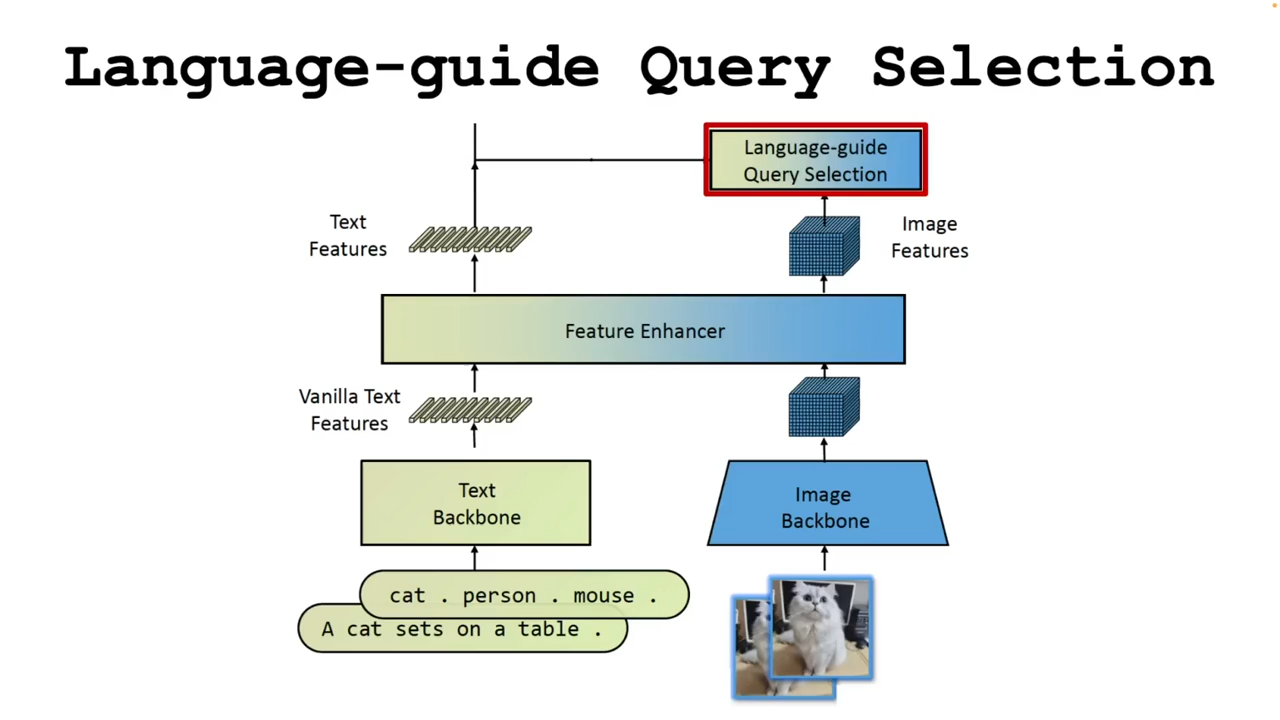 Language-guide Query Selection
Language-guide
Query Selection
Text
Features
Image
Features
Feature Enhancer
Vanilla Text
Features
Text
Backbone
Image
Backbone
cat . person . mouse .
A cat sets on a table .